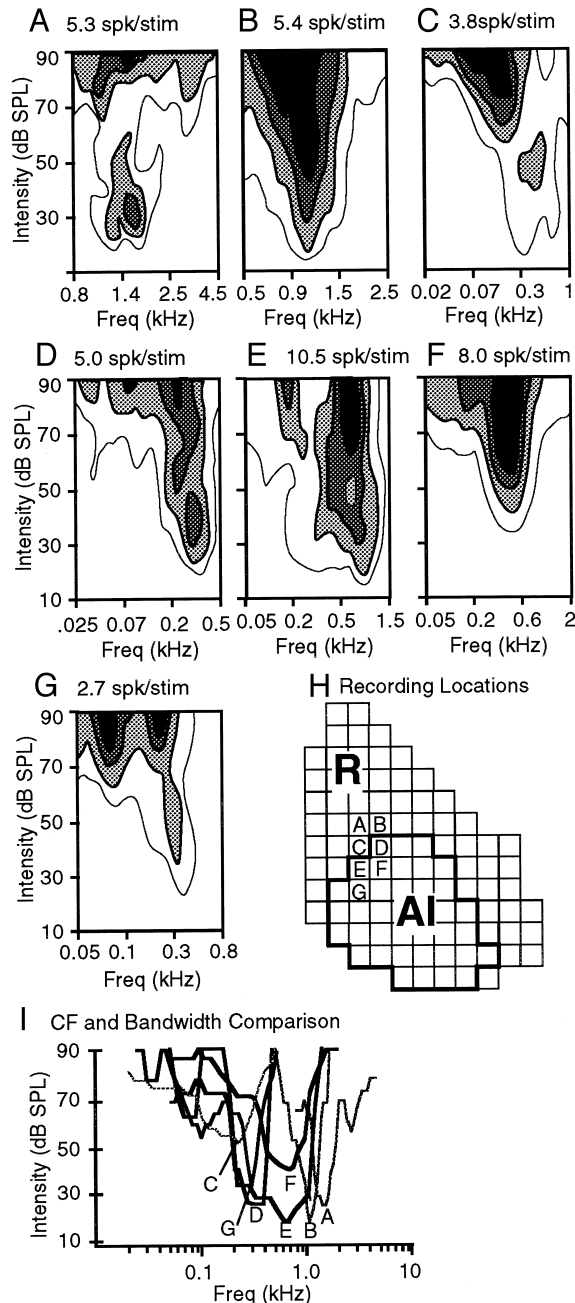 A 5.3 spk/stim
B 5.4 spk/stim
C 3.8spk/stim
Intensity (dB SPL)
90
70
50
30
0.8 1.4 2.5 4.5
Freq (kHz)
0.5 0.9 1.5 2.5
Freq (kHz)
0.02 0.07 0.3 1
Freq (kHz)
D 5.0 spk/stim
E 10.5 spk/stim
F 8.0 spk/stim
Intensity (dB SPL)
90
70
50
30
10
.025 0.07 0.2 0.5
Freq (kHz)
0.05 0.2 0.5 1.5
Freq (kHz)
0.05 0.2 0.6 2
Freq (kHz)
G 2.7 spk/stim
Intensity (dB SPL)
90
70
50
30
10
0.05 0.1 0.3 0.8
Freq (kHz)
H Recording Locations
R
A B
C D
E F
G
AI
I CF and Bandwidth Comparison
Intensity (dB SPL)
90
70
50
30
10
C F
G D E B A
0.1 1.0 10
Freq (kHz)